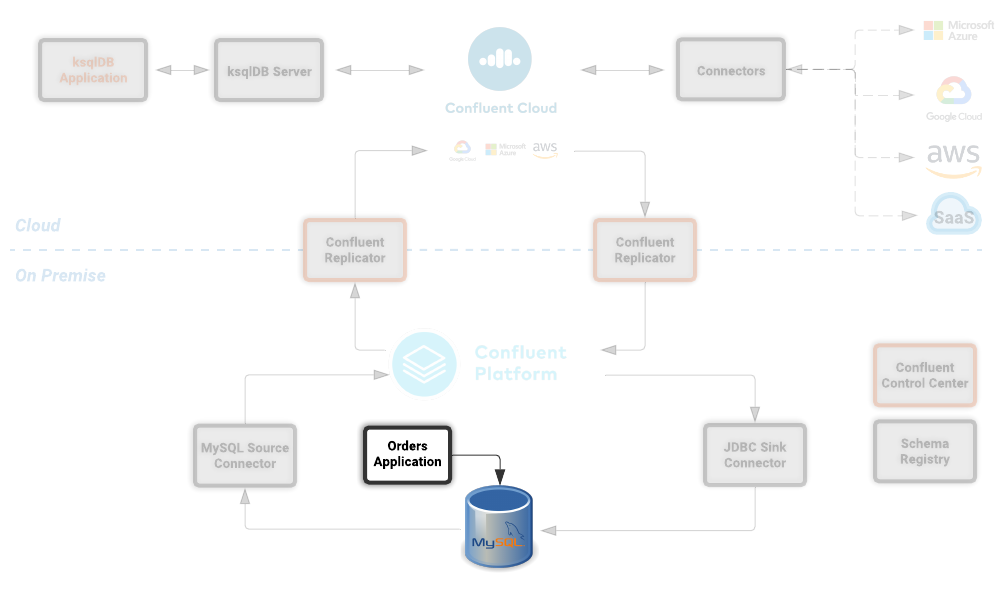 ksqlDB
Application
ksqlDB Server
Confluent Cloud
Connectors
Microsoft
Azure
Google Cloud
aws
SaaS
Google Cloud
Microsoft
Azure
aws
Cloud
On Premise
Confluent
Replicator
Confluent
Replicator
Confluent
Platform
Confluent
Control Center
MySQL Source
Connector
Orders
Application
JDBC Sink
Connector
Schema
Registry
MySQL